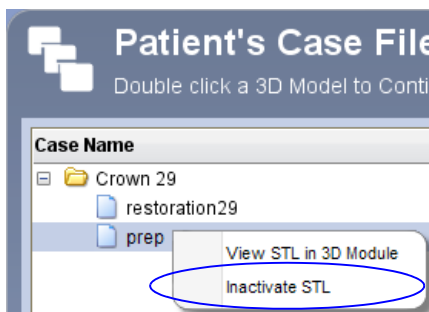 Patient's Case File
Double click a 3D Model to Conti
Case Name
Crown 29
restoration29
prep
View STL in 3D Module
Inactivate STL